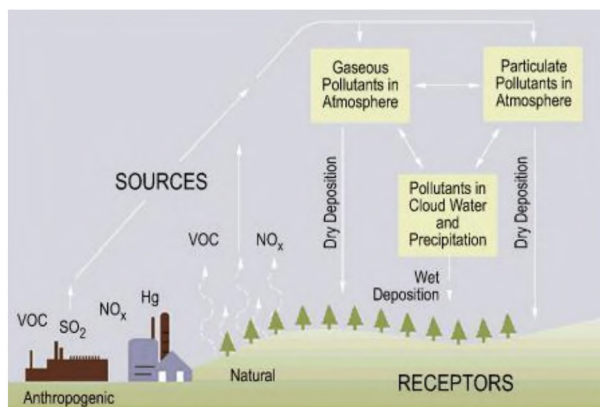 Gaseous
Pollutants in
Atmosphere
Particulate
Pollutants in
Atmosphere
SOURCES
Dry Deposition
Pollutants in
Cloud Water
and
Precipitation
Dry Deposition
VOC
NOx
Wet
Deposition
VOC
SO2
NOx
Hg
Natural
RECEPTORS
Anthropogenic